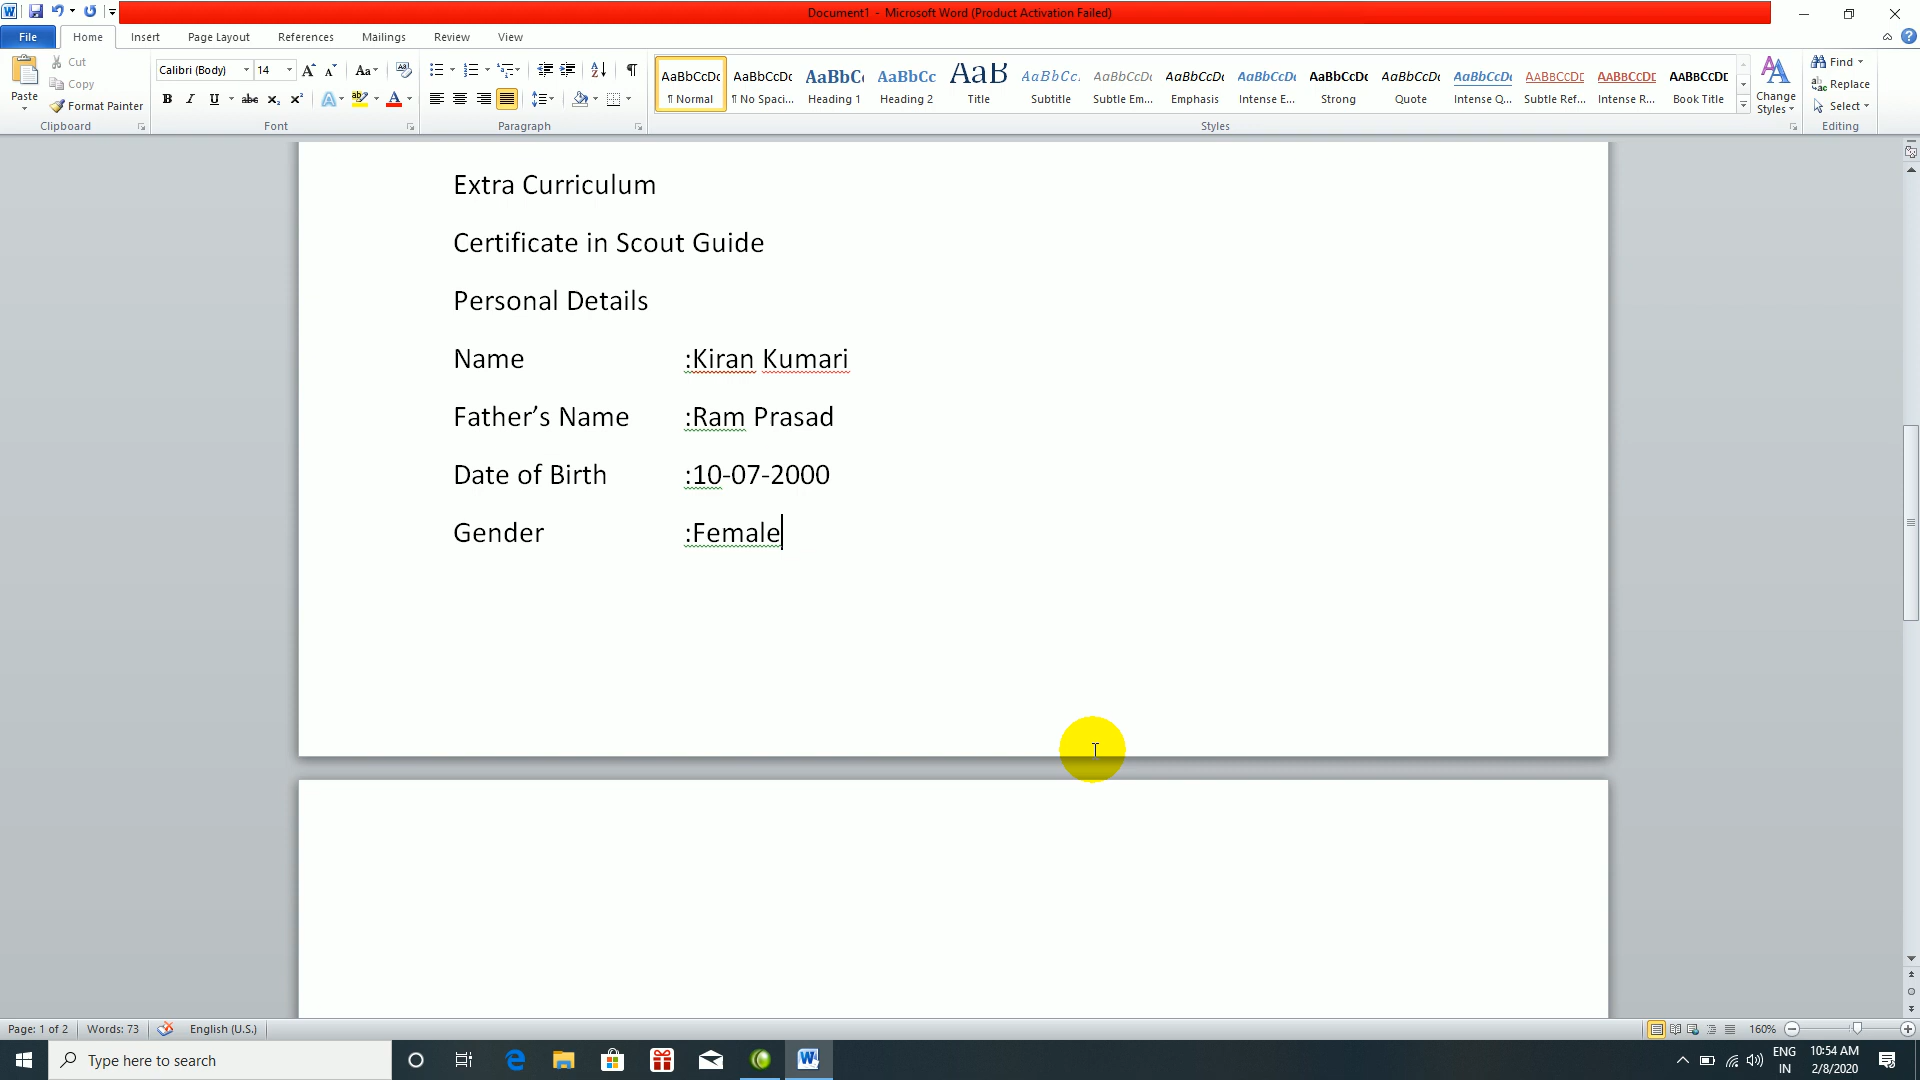 Document1 - Microsoft Word (Product Activation Failed)
File Home Insert Page Layout References Mailings Review View
Cut
Copy
Format Painter
Paste
Clipboard
Calibri (Body) 14
Font
Paragraph
AaBbCcDc AaBbCcDc AaBbCc AaBbCc AaB AaBbCc. AaBbCcDc AaBbCcDc AaBbCcDc AaBbCcDc AaBbCcDc AaBbCcDc AABBCCDE AABBCCDE AABBCCDE
¶ Normal ¶ No Spaci... Heading 1 Heading 2 Title Subtitle Subtle Em... Emphasis Intense E... Strong Quote Intense Q... Subtle Ref... Intense R... Book Title
Styles
Change Styles
Find
Replace
Select
Editing
Extra Curriculum
Certificate in Scout Guide
Personal Details
Name :Kiran Kumari
Father’s Name :Ram Prasad
Date of Birth :10-07-2000
Gender :Female
Page: 1 of 2 Words: 73 English (U.S.) 160%
Type here to search
ENG
IN
10:54 AM
2/8/2020